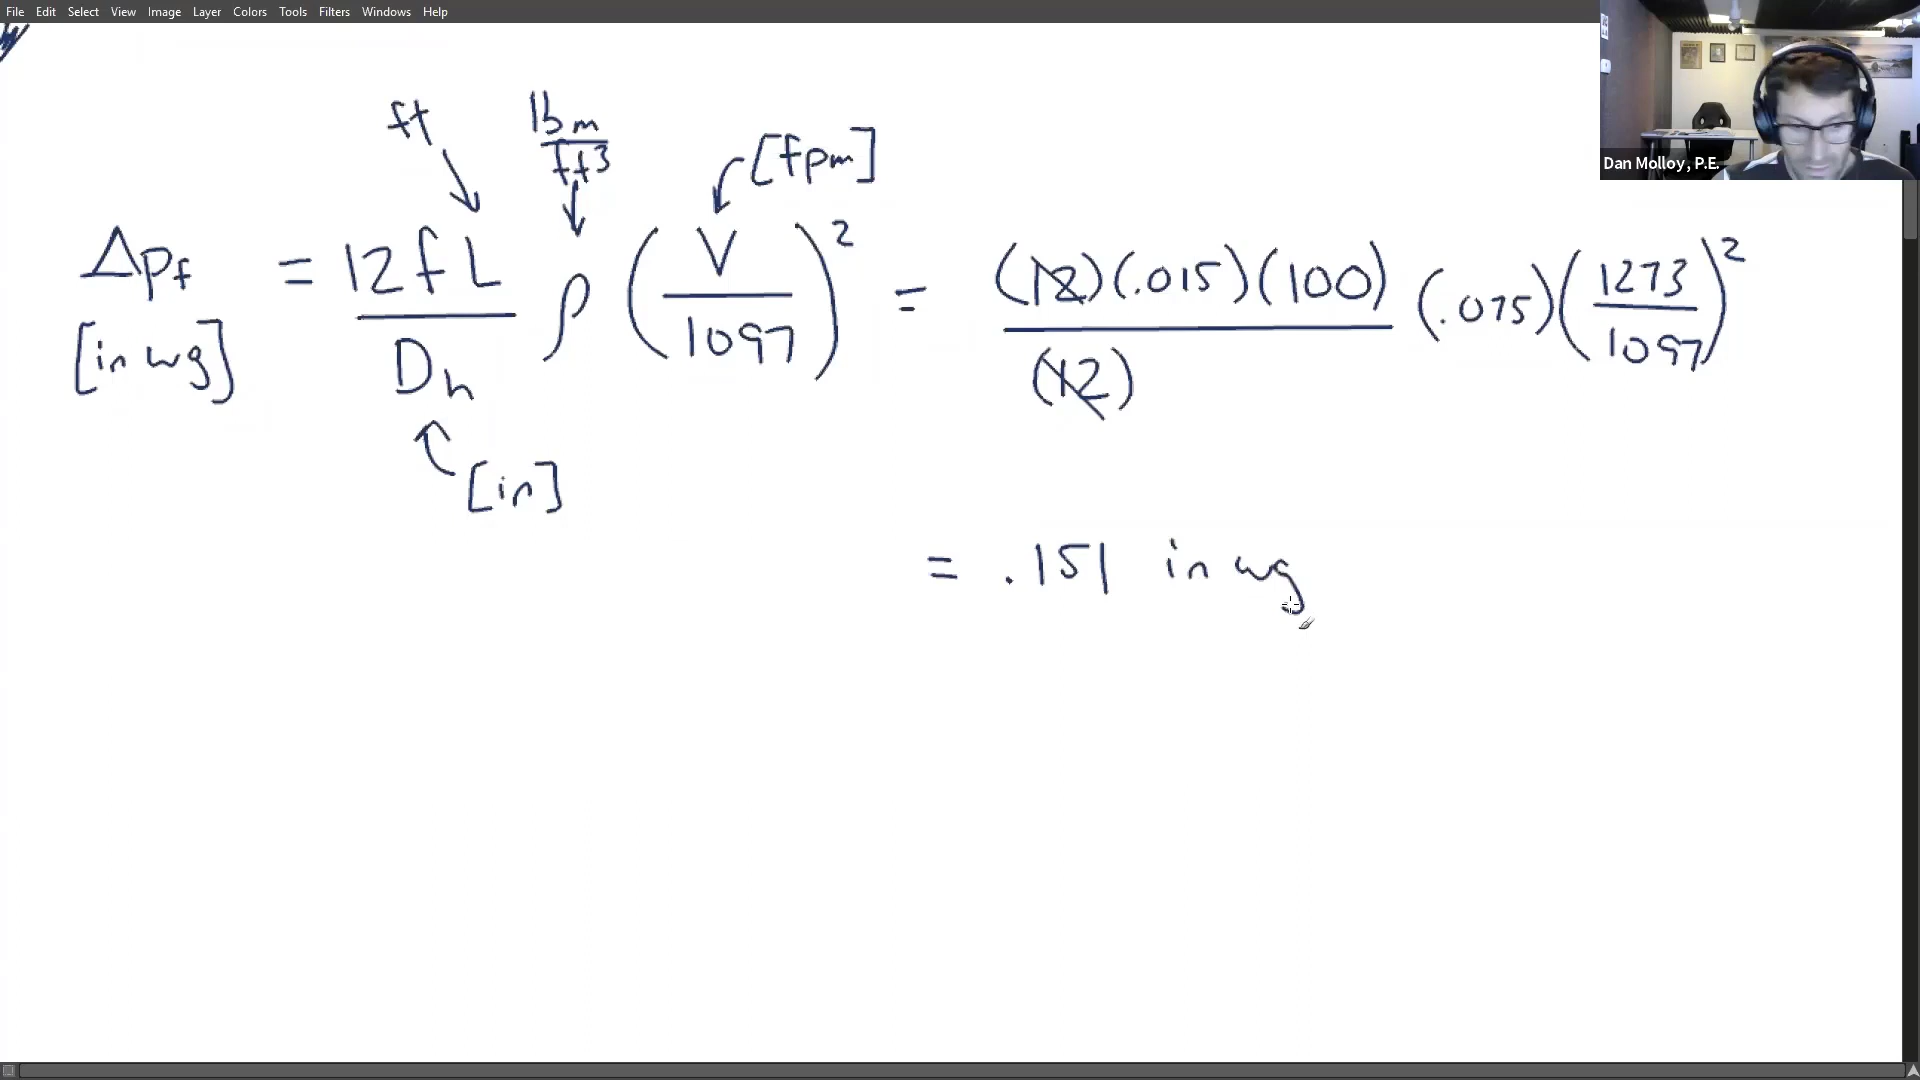 File Edit Select View Image Layer Colors Tools Filters Windows Help
Dan Molloy, P.E.
ft
lbm
ft3
[fpm]
Δpf = 12 f L / Dh ρ ( V / 1097 )² = (12)(.015)(100) / (12) (.075) ( 1273 / 1097 )²
[in wg]
[in]
= .151 in wg